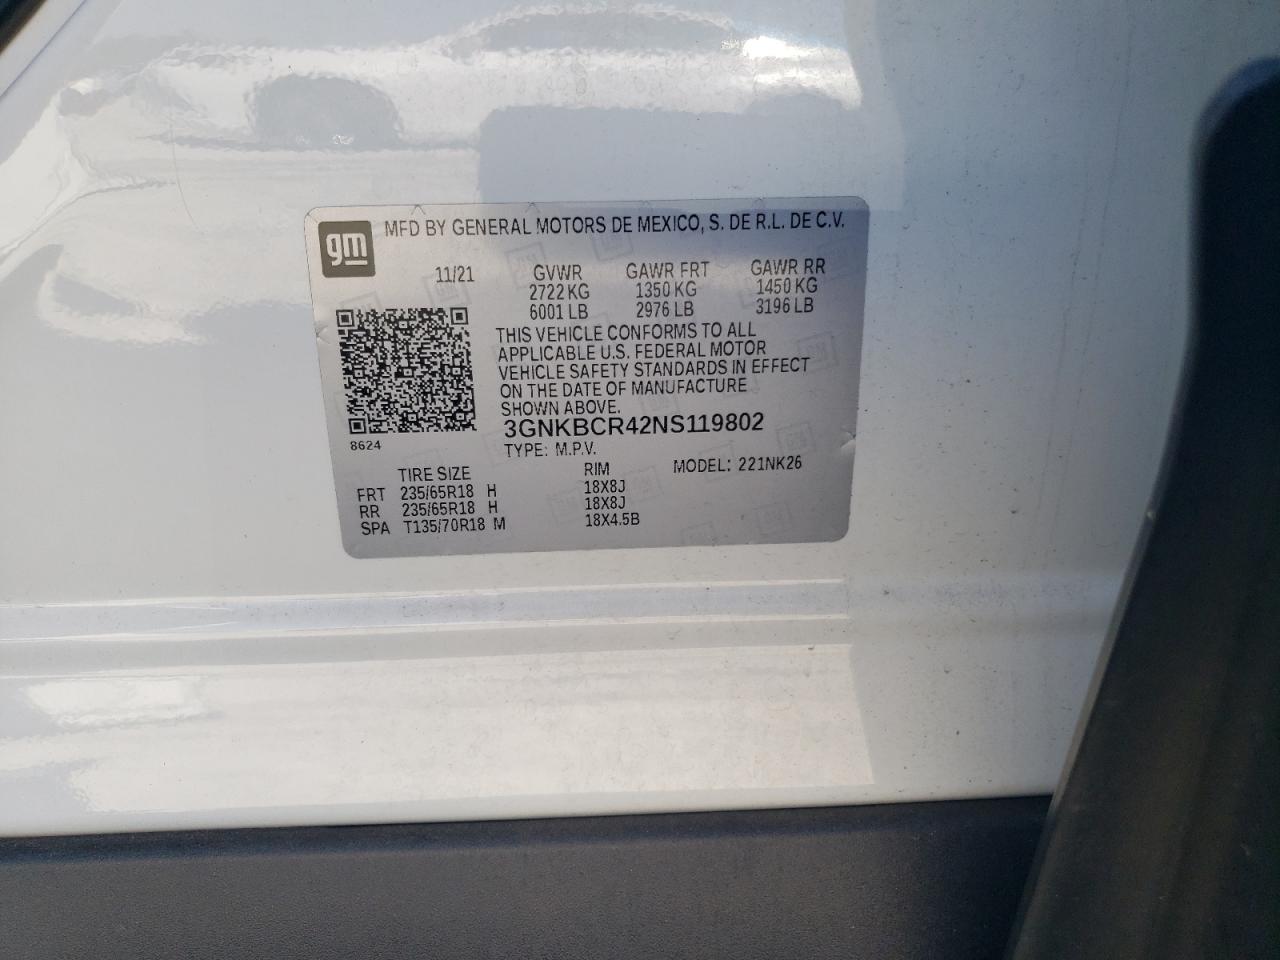 gm
MFD BY GENERAL MOTORS DE MEXICO, S. DE R.L. DE C.V.
11/21 GVWR GAWR FRT GAWR RR
2722 KG 1350 KG 1450 KG
6001 LB 2976 LB 3196 LB
THIS VEHICLE CONFORMS TO ALL
APPLICABLE U.S. FEDERAL MOTOR
VEHICLE SAFETY STANDARDS IN EFFECT
ON THE DATE OF MANUFACTURE
SHOWN ABOVE.
3GNKBCR42NS119802
8624
TYPE: M.P.V.
MODEL: 221NK26
TIRE SIZE RIM
FRT 235/65R18 H 18X8J
RR 235/65R18 H 18X8J
SPA T135/70R18 M 18X4.5B